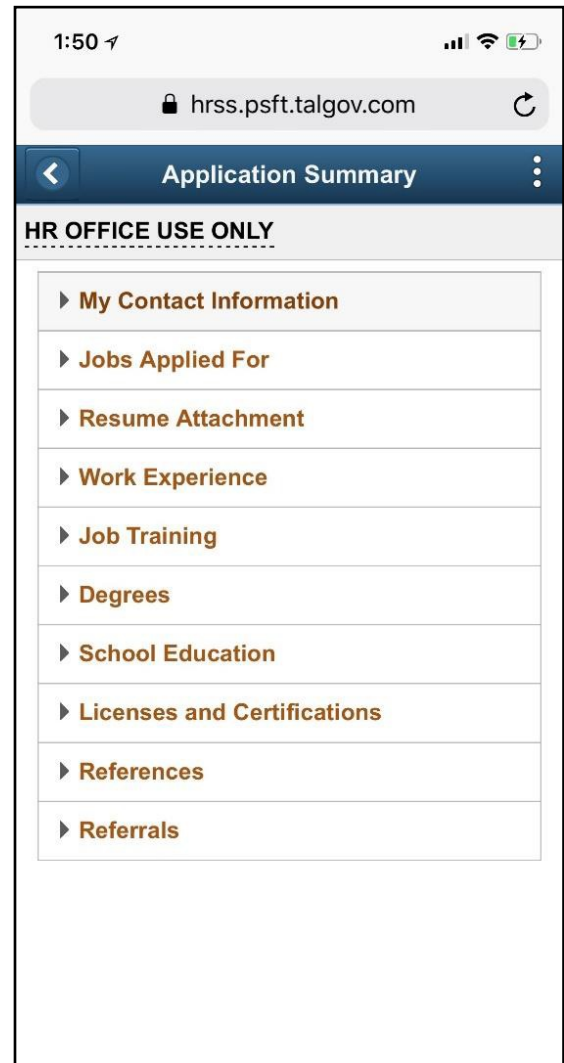 1:50
hrss.psft.talgov.com
Application Summary
HR OFFICE USE ONLY
My Contact Information
Jobs Applied For
Resume Attachment
Work Experience
Job Training
Degrees
School Education
Licenses and Certifications
References
Referrals